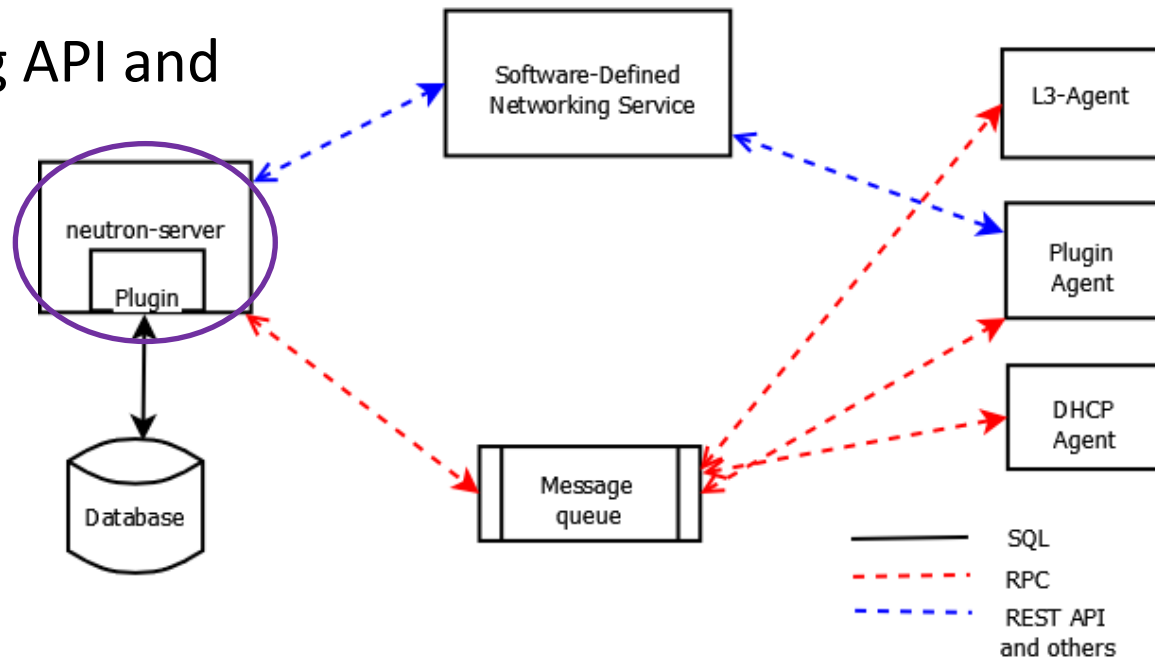 g API and
Software-Defined
Networking Service
L3-Agent
neutron-server
Plugin
Plugin
Agent
DHCP
Agent
Message
queue
Database
SQL
RPC
REST API
and others